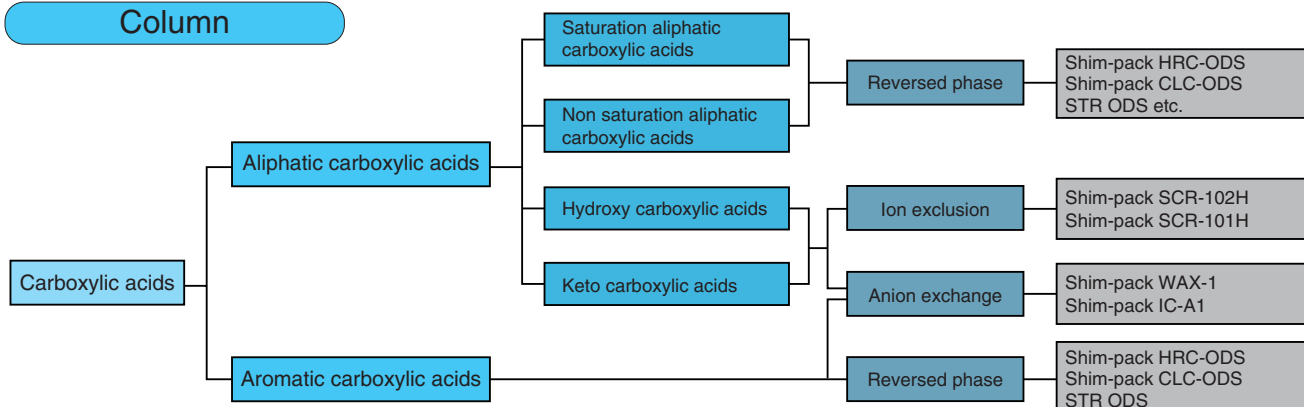 Column
Carboxylic acids
Aliphatic carboxylic acids
Aromatic carboxylic acids
Saturation aliphatic
carboxylic acids
Non saturation aliphatic
carboxylic acids
Hydroxy carboxylic acids
Keto carboxylic acids
Reversed phase
Ion exclusion
Anion exchange
Reversed phase
Shim-pack HRC-ODS
Shim-pack CLC-ODS
STR ODS etc.
Shim-pack SCR-102H
Shim-pack SCR-101H
Shim-pack WAX-1
Shim-pack IC-A1
Shim-pack HRC-ODS
Shim-pack CLC-ODS
STR ODS